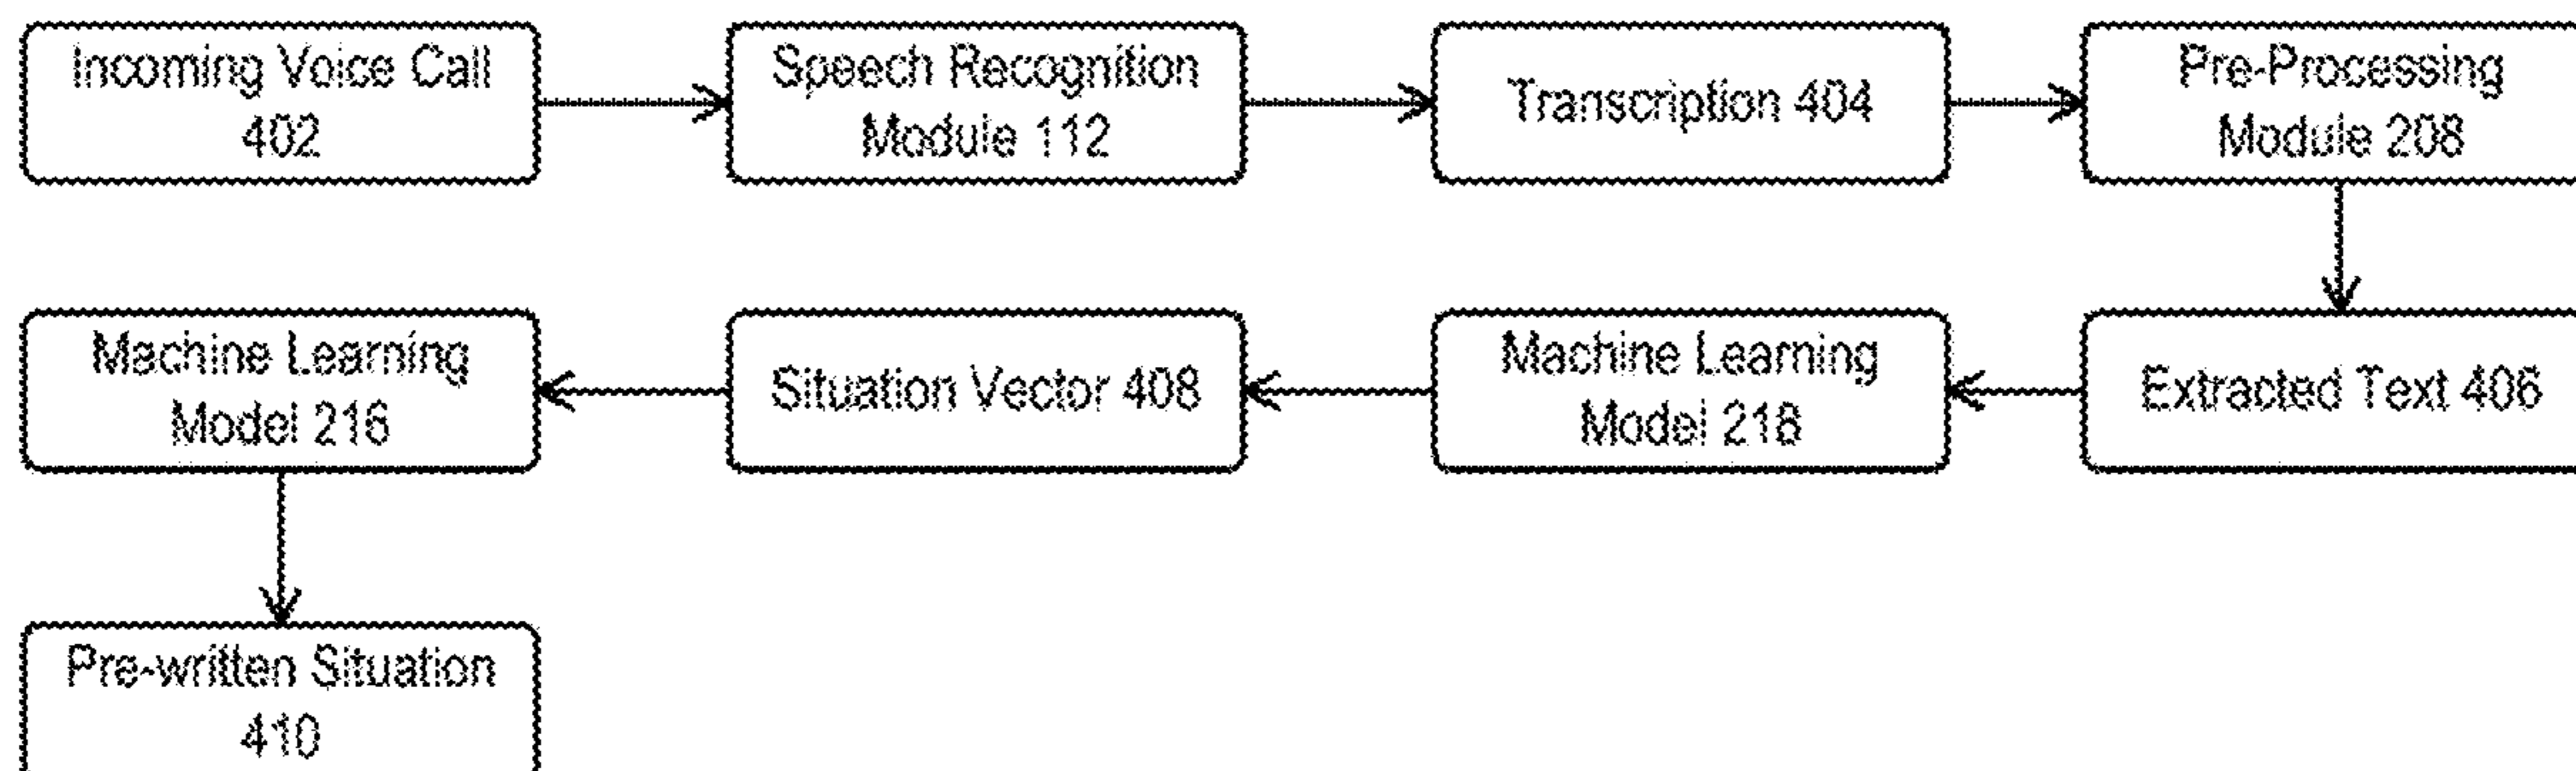 Incoming Voice Call
402
Speech Recognition
Module 112
Transcription 404
Pre-Processing
Module 208
Machine Learning
Model 216
Situation Vector 408
Machine Learning
Model 218
Extracted Text 406
Pre-written Situation
410